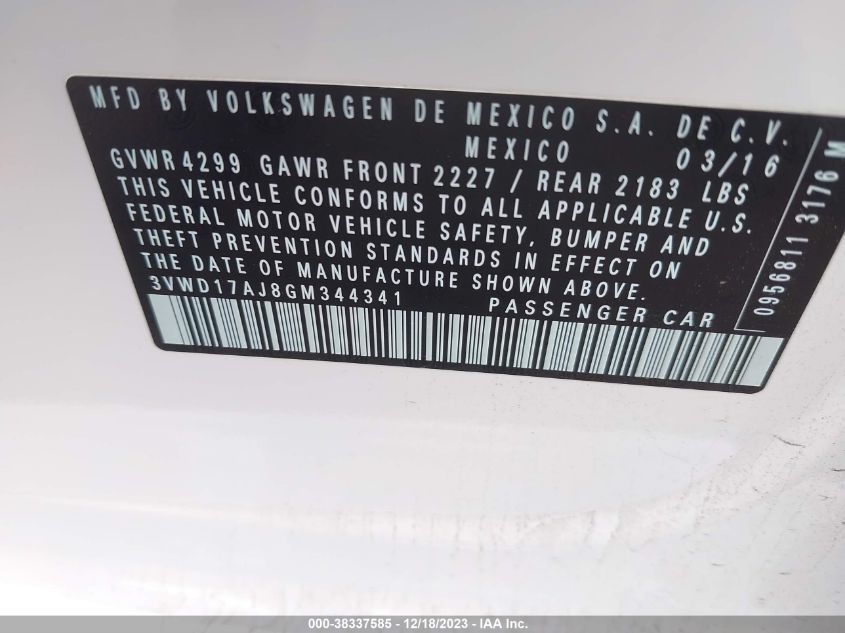 MFD BY VOLKSWAGEN DE MEXICO S.A. DE C.V.
MEXICO 03/16
GVWR 4299 GAWR FRONT 2227 / REAR 2183 LBS
THIS VEHICLE CONFORMS TO ALL APPLICABLE U.S.
FEDERAL MOTOR VEHICLE SAFETY, BUMPER AND
THEFT PREVENTION STANDARDS IN EFFECT ON
THE DATE OF MANUFACTURE SHOWN ABOVE.
3VWD17AJ8GM344341 PASSENGER CAR
0956811 3176 M
000-38337585 - 12/18/2023 - IAA Inc.